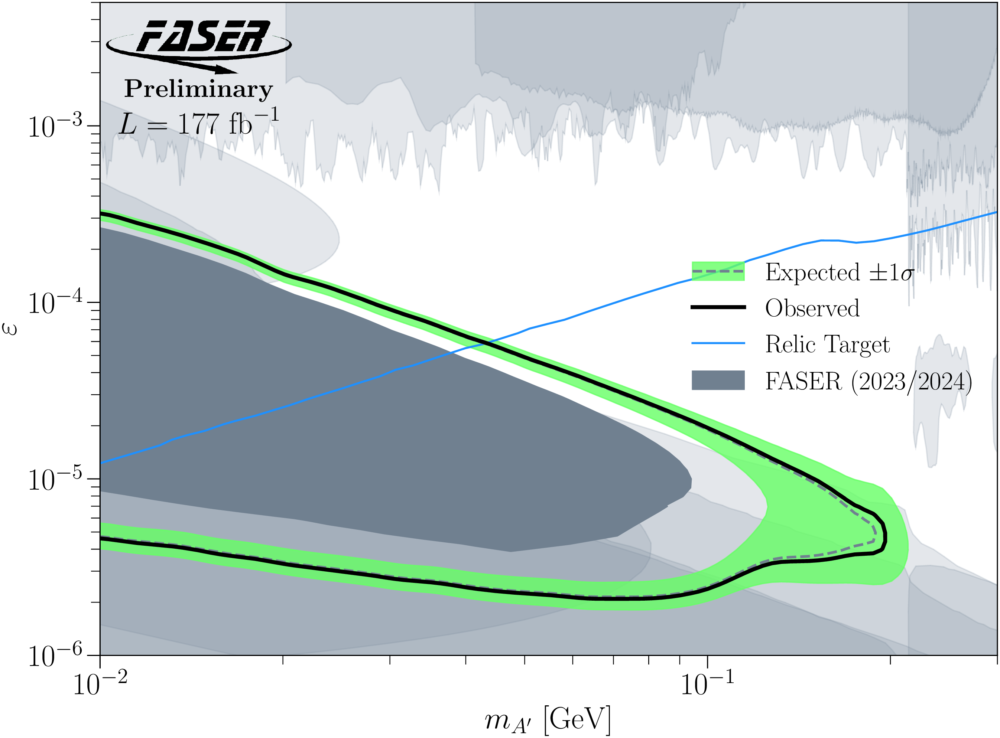 FASER
Preliminary
L = 177 fb⁻¹
10⁻³
10⁻⁴
10⁻⁵
10⁻⁶
ε
Expected ±1σ
Observed
Relic Target
FASER (2023/2024)
10⁻² 10⁻¹
m_A′ [GeV]